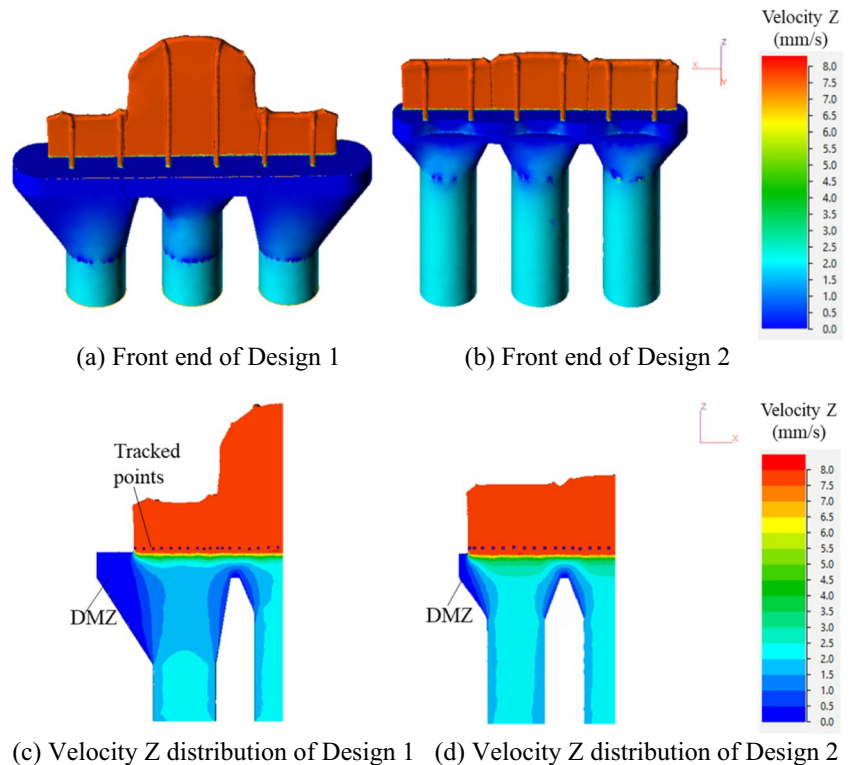 Velocity Z
(mm/s)
8.0
7.5
7.0
6.5
6.0
5.5
5.0
4.5
4.0
3.5
3.0
2.5
2.0
1.5
1.0
0.5
0.0
Z
X
Y
(a) Front end of Design 1
(b) Front end of Design 2
Velocity Z
(mm/s)
8.0
7.5
7.0
6.5
6.0
5.5
5.0
4.5
4.0
3.5
3.0
2.5
2.0
1.5
1.0
0.5
0.0
Z
X
Tracked
points
DMZ
DMZ
(c) Velocity Z distribution of Design 1
(d) Velocity Z distribution of Design 2